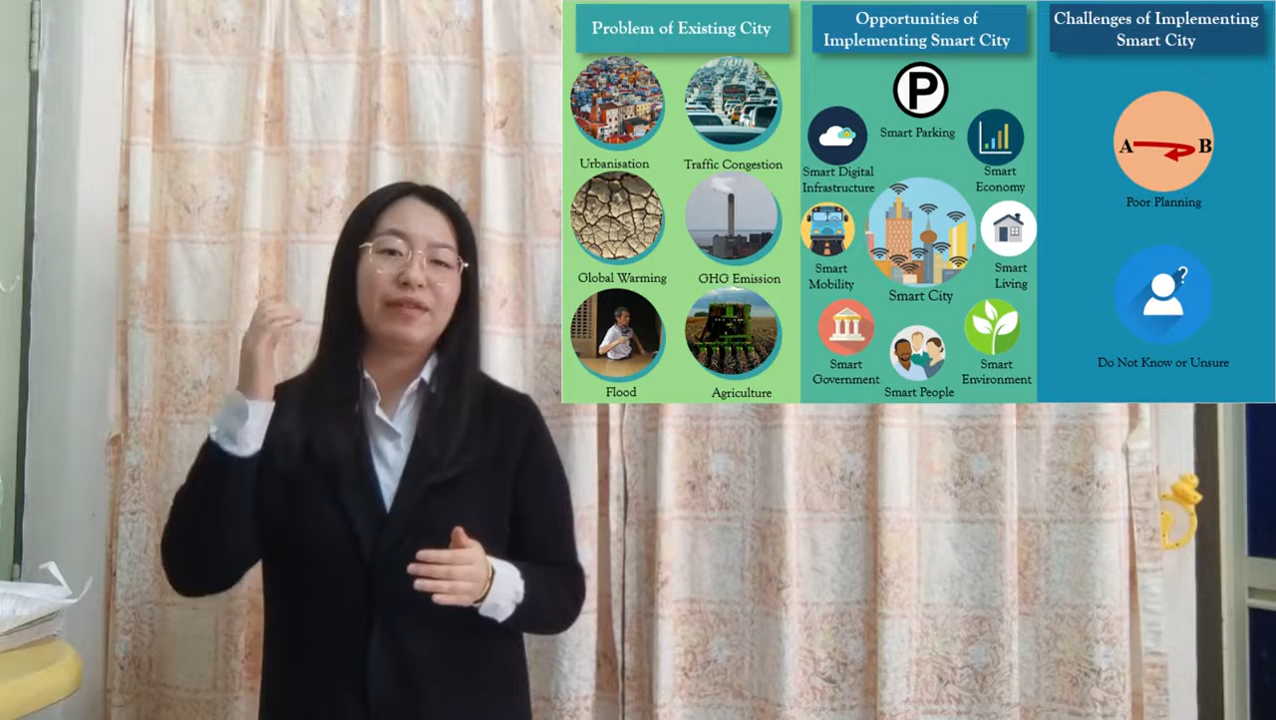 Problem of Existing City
Urbanisation
Traffic Congestion
Global Warming
GHG Emission
Flood
Agriculture
Opportunities of
Implementing Smart City
P
Smart Parking
Smart Digital
Infrastructure
Smart
Economy
Smart
Mobility
Smart City
Smart
Living
Smart
Government
Smart People
Smart
Environment
Challenges of Implementing
Smart City
A B
Poor Planning
?
Do Not Know or Unsure